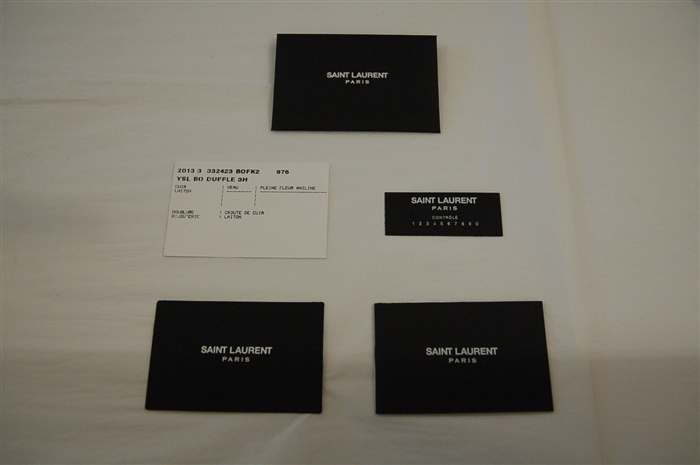 SAINT LAURENT
PARIS
2013 3 332423 BOFK2 976
YSL BD DUFFLE 3H
CUIR | VEAU | PLEINE FLEUR ANILINE
LAITON
DOUBLURE : CROUTE DE CUIR
BIJOUTERIE : LAITON
SAINT LAURENT
PARIS
CONTRÔLE
1 2 3 4 5 6 7 8 9 0
SAINT LAURENT
PARIS
SAINT LAURENT
PARIS